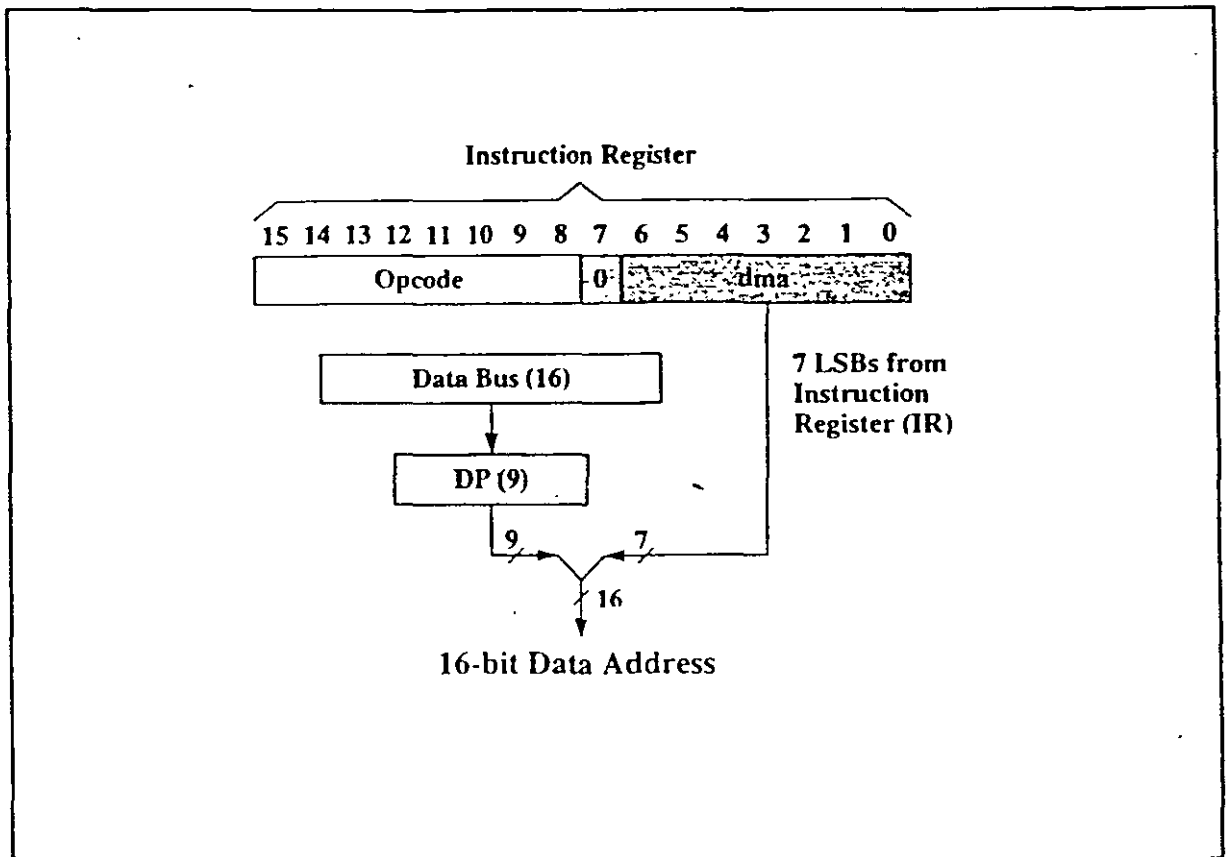 Instruction Register
15 14 13 12 11 10 9 8 7 6 5 4 3 2 1 0
Opcode 0 dma
7 LSBs from
Instruction
Register (IR)
Data Bus (16)
DP (9)
9 7
16
16-bit Data Address